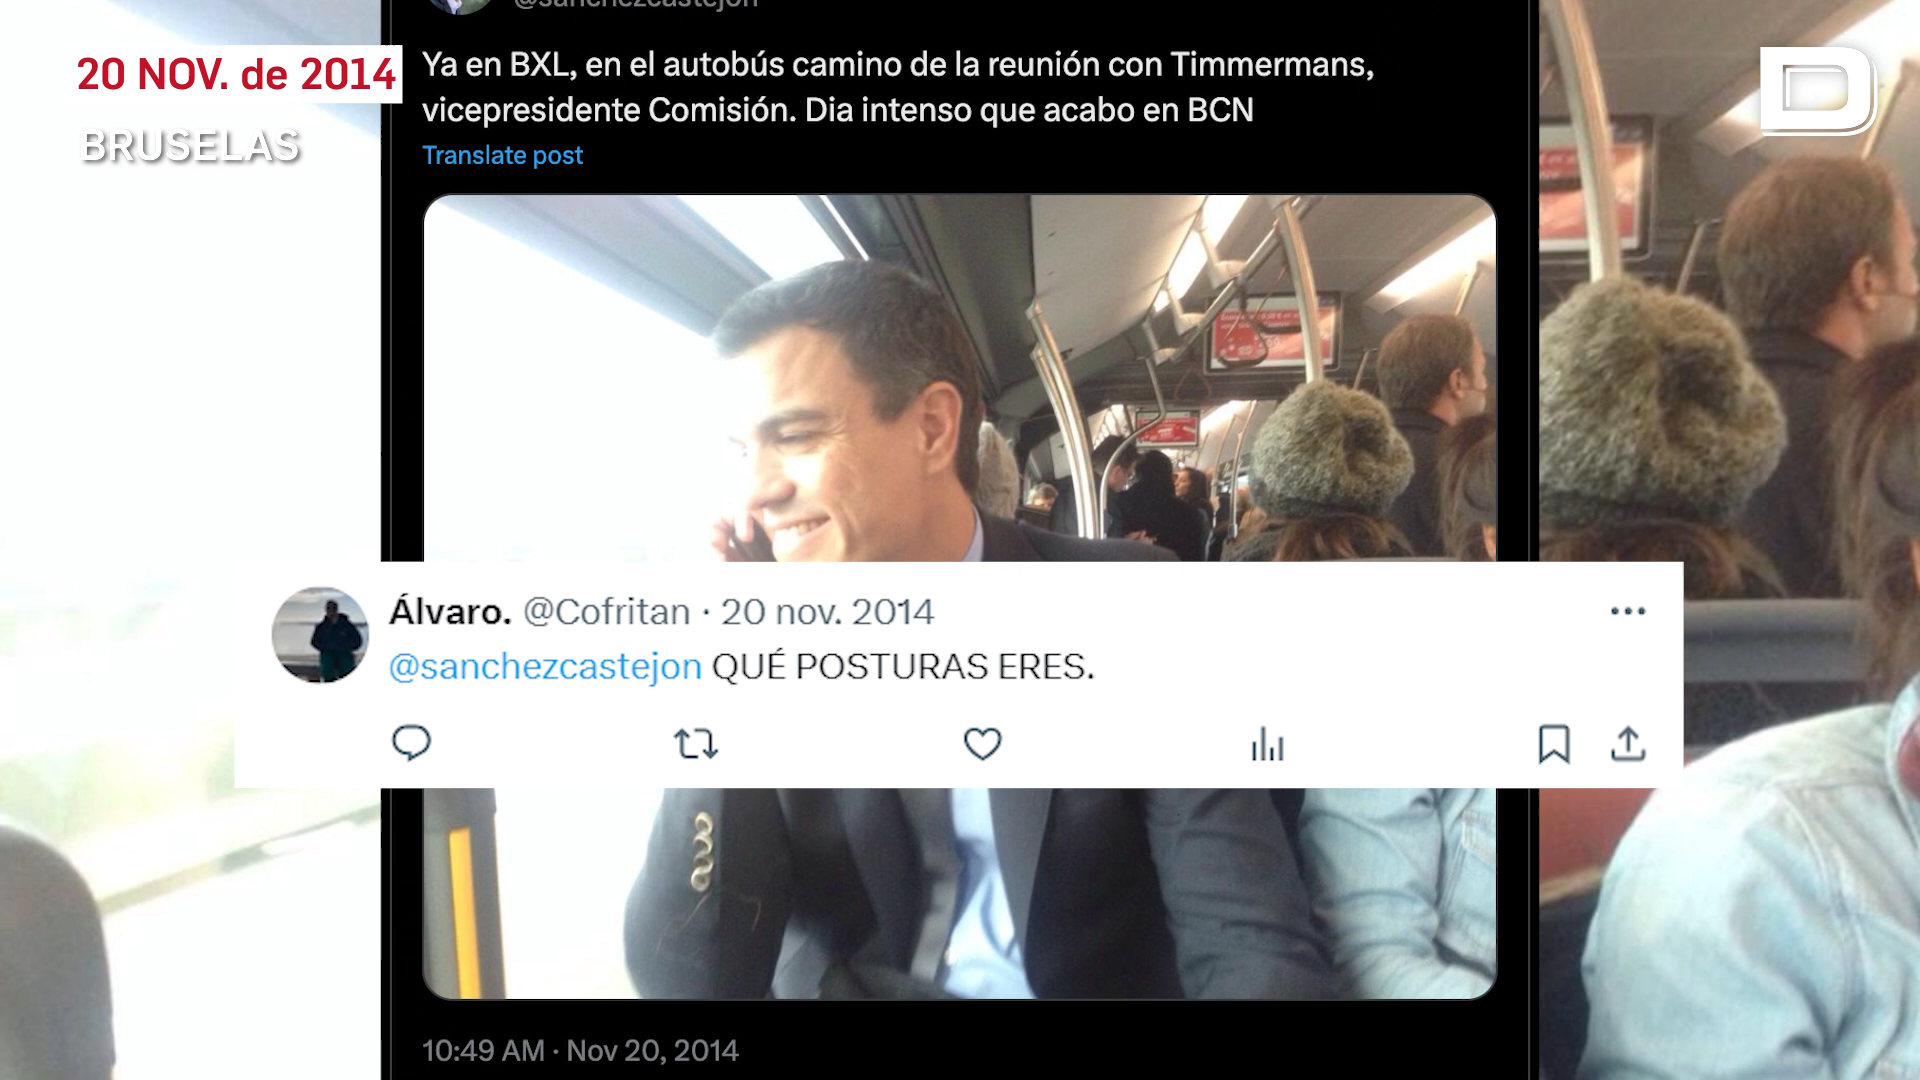 @sanchezcastejon
20 NOV. de 2014
BRUSELAS
Ya en BXL, en el autobús camino de la reunión con Timmermans,
vicepresidente Comisión. Dia intenso que acabo en BCN
Translate post
D
Álvaro. @Cofritan · 20 nov. 2014
@sanchezcastejon QUÉ POSTURAS ERES.
10:49 AM · Nov 20, 2014